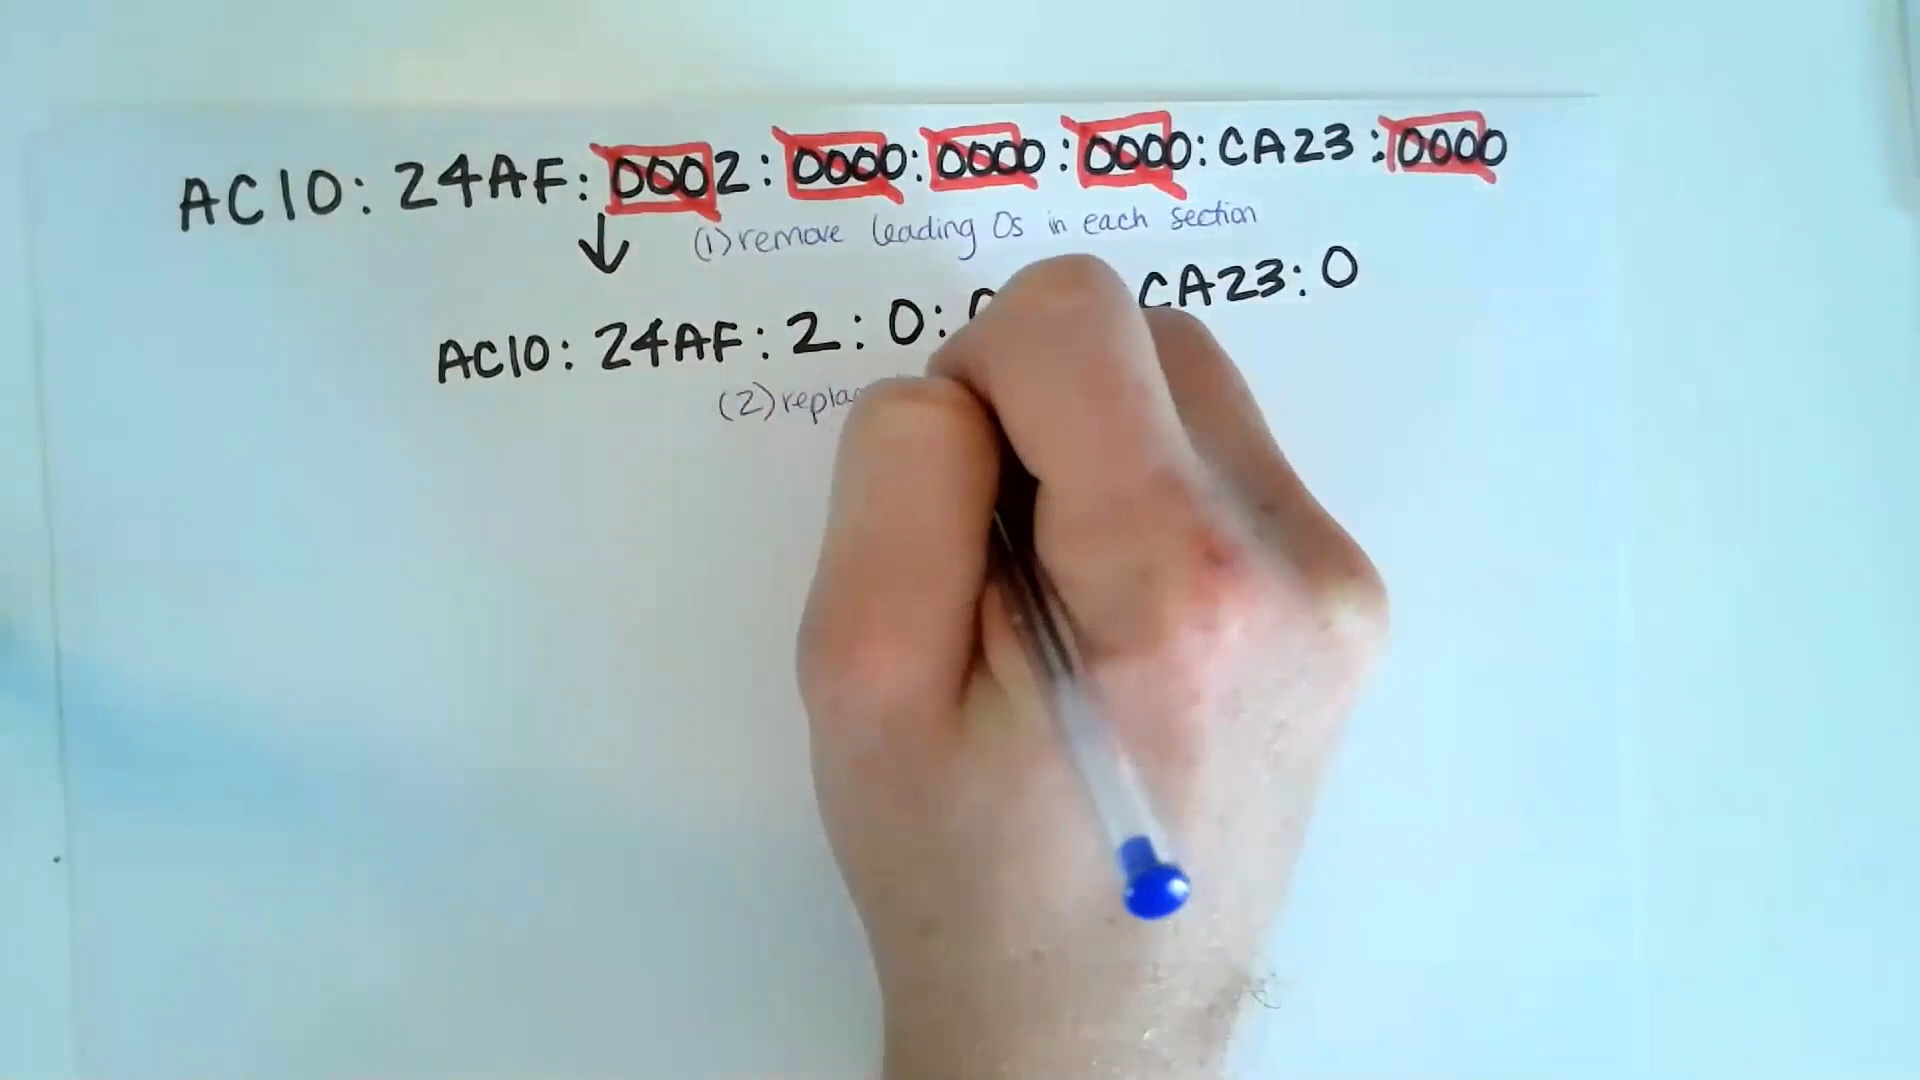 AC10:24AF:0002:0000:0000:0000:CA23:0000
(1) remove leading 0s in each section
AC10:24AF:2:0: CA23:0
(2)